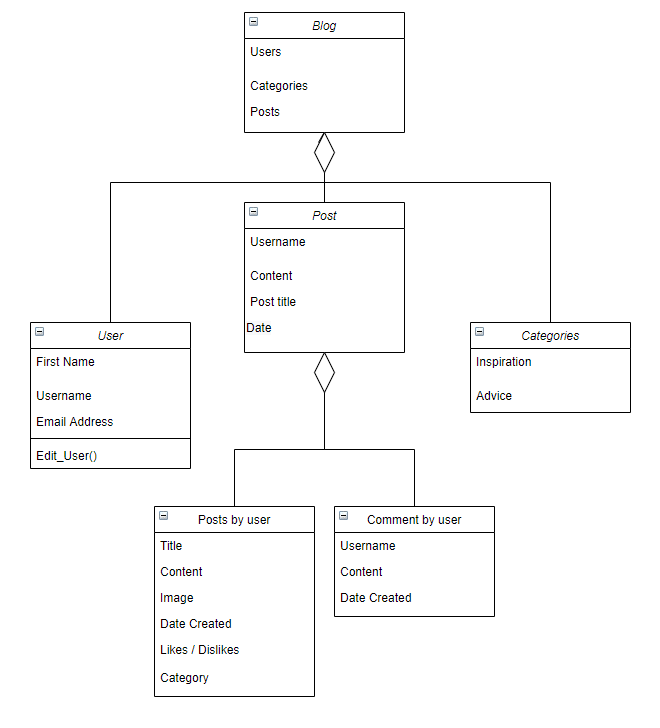 Blog
Users
Categories
Posts
Post
Username
Content
Post title
Date
User
First Name
Username
Email Address
Edit_User()
Categories
Inspiration
Advice
Posts by user
Title
Content
Image
Date Created
Likes / Dislikes
Category
Comment by user
Username
Content
Date Created